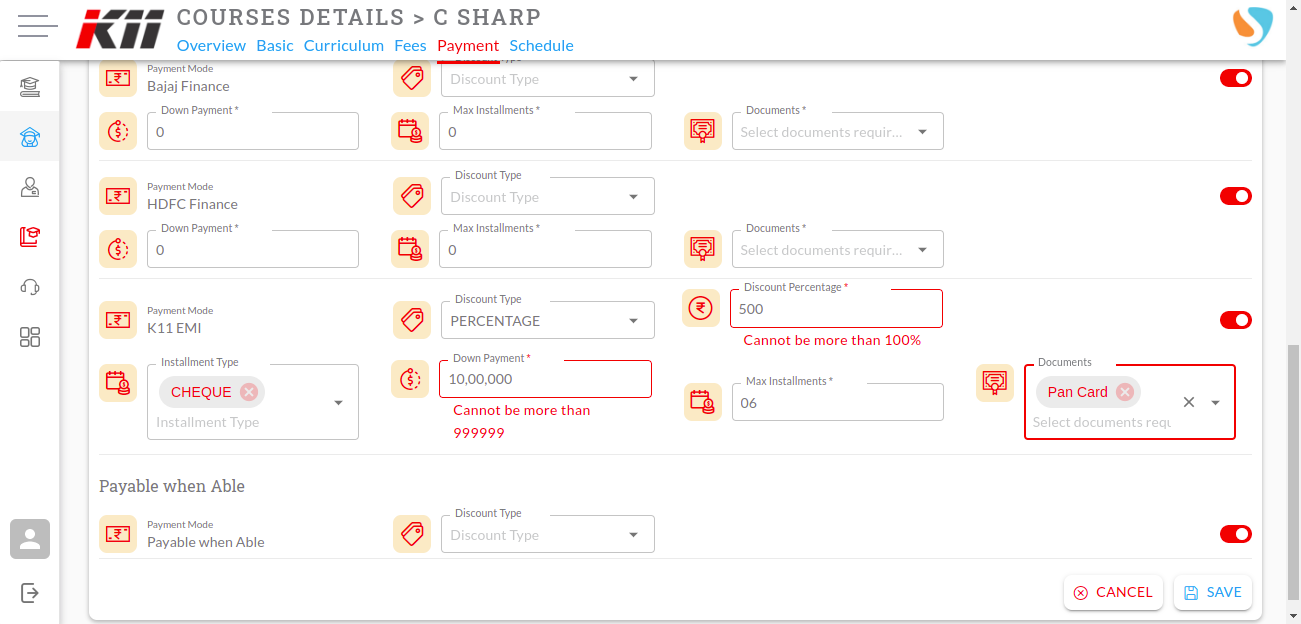 K11
COURSES DETAILS > C SHARP
Overview Basic Curriculum Fees Payment Schedule
Payment Mode
Bajaj Finance
Discount Type
Discount Type
Down Payment *
0
Max Installments *
0
Documents *
Select documents requir...
Payment Mode
HDFC Finance
Discount Type
Discount Type
Down Payment *
0
Max Installments *
0
Documents *
Select documents requir...
Payment Mode
K11 EMI
Discount Type
PERCENTAGE
Discount Percentage *
500
Cannot be more than 100%
Installment Type
CHEQUE
Installment Type
Down Payment *
10,00,000
Cannot be more than
999999
Max Installments *
06
Documents
Pan Card
Select documents requ
Payable when Able
Payment Mode
Payable when Able
Discount Type
Discount Type
CANCEL
SAVE